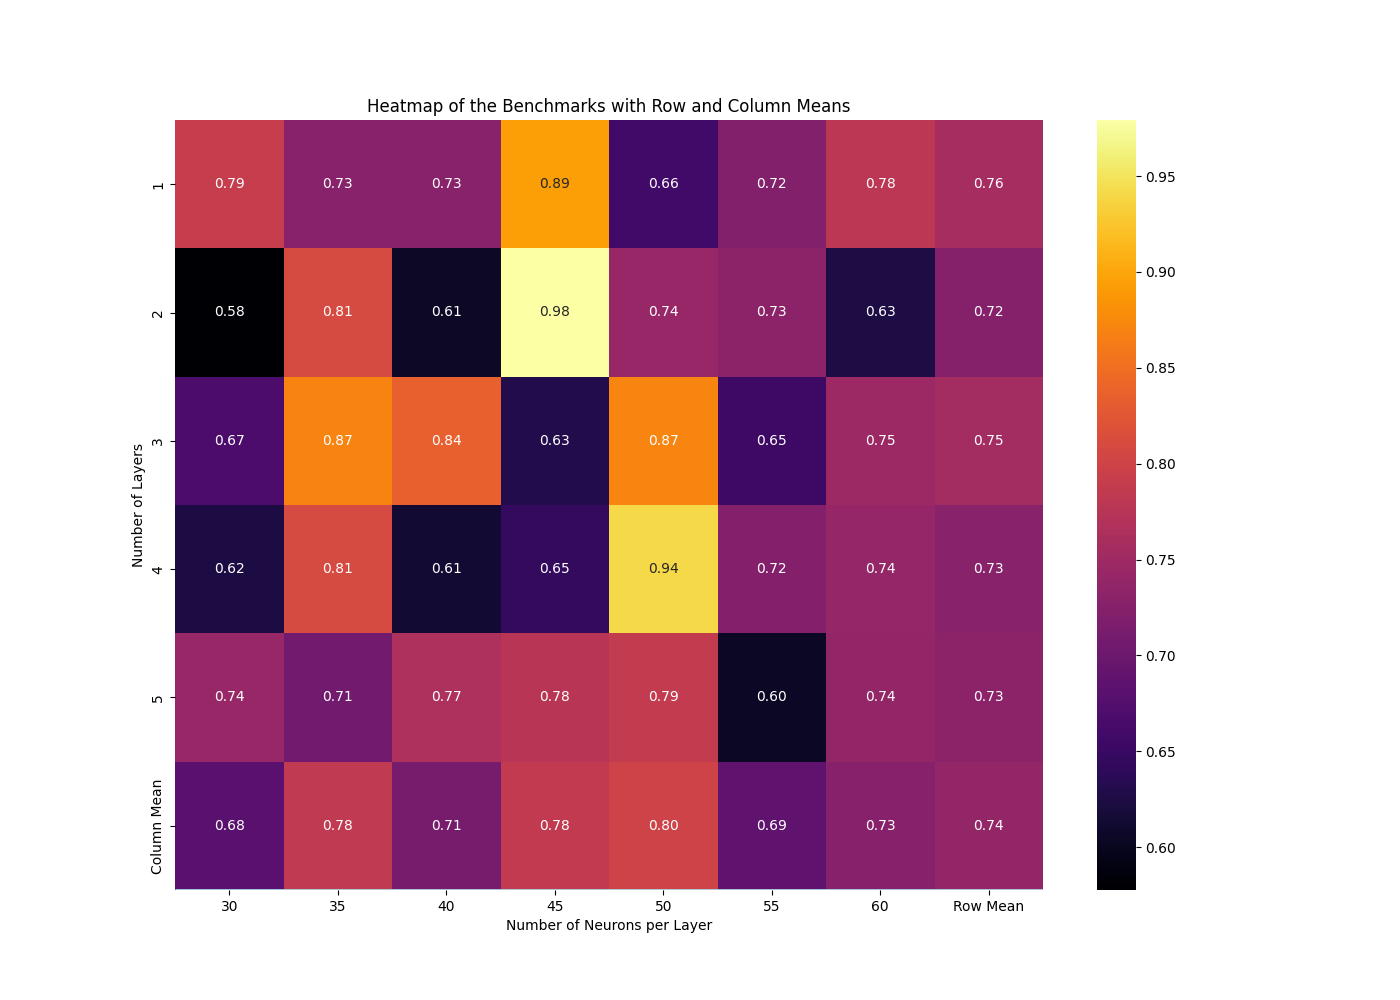 Heatmap of the Benchmarks with Row and Column Means
1 0.79 0.73 0.73 0.89 0.66 0.72 0.78 0.76
2 0.58 0.81 0.61 0.98 0.74 0.73 0.63 0.72
3 0.67 0.87 0.84 0.63 0.87 0.65 0.75 0.75
4 0.62 0.81 0.61 0.65 0.94 0.72 0.74 0.73
5 0.74 0.71 0.77 0.78 0.79 0.60 0.74 0.73
Column Mean 0.68 0.78 0.71 0.78 0.80 0.69 0.73 0.74
30 35 40 45 50 55 60 Row Mean
Number of Neurons per Layer
Number of Layers
0.95
0.90
0.85
0.80
0.75
0.70
0.65
0.60